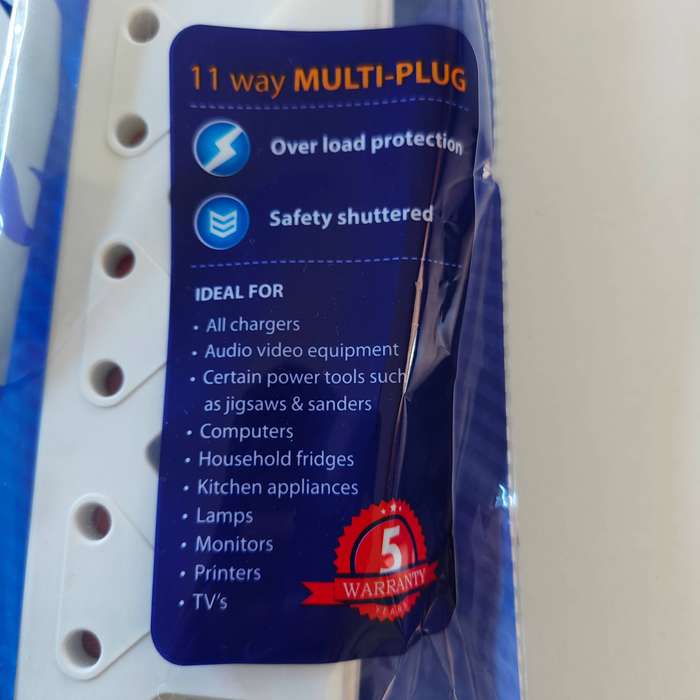 11 way MULTI-PLUG
Over load protection
Safety shuttered
IDEAL FOR
• All chargers
• Audio video equipment
• Certain power tools such
as jigsaws & sanders
• Computers
• Household fridges
• Kitchen appliances
• Lamps
• Monitors
• Printers
• TV's
5
WARRANTY
YEARS